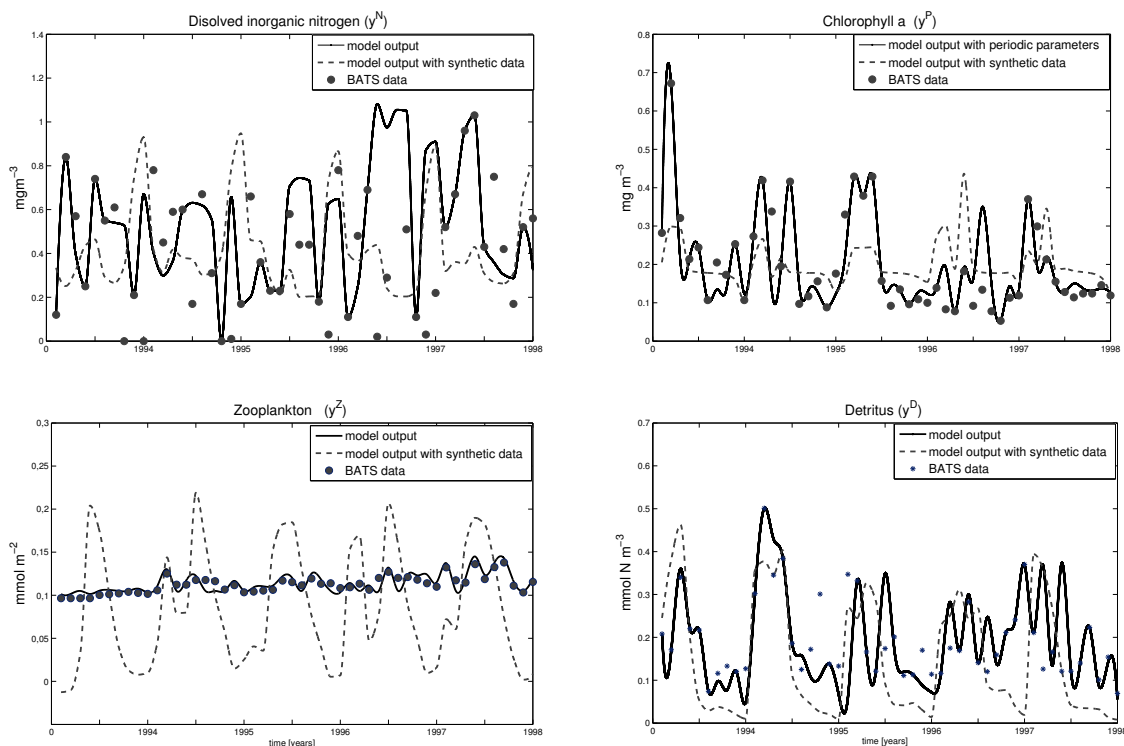 Disolved inorganic nitrogen (y^N)
1.4
1.2
1
0.8
0.6
0.4
0.2
0
mgm^−3
model output
model output with synthetic data
BATS data
0 1994 1995 1996 1997 1998
Chlorophyll a (y^P)
0.8
0.7
0.6
0.5
0.4
0.3
0.2
0.1
0
mg m^−3
model output with periodic parameters
model output with synthetic data
BATS data
0 1994 1995 1996 1997 1998
Zooplankton (y^Z)
0,3
0,25
0,2
0,15
0,1
0,05
0
mmol m^−2
model output
model output with synthetic data
BATS data
0 1994 1995 1996 1997 1998
time [years]
Detritus (y^D)
0.7
0.6
0.5
0.4
0.3
0.2
0.1
0
mmol N m^−3
model output
model output with synthetic data
BATS data
0 1994 1995 1996 1997 1998
time [years]